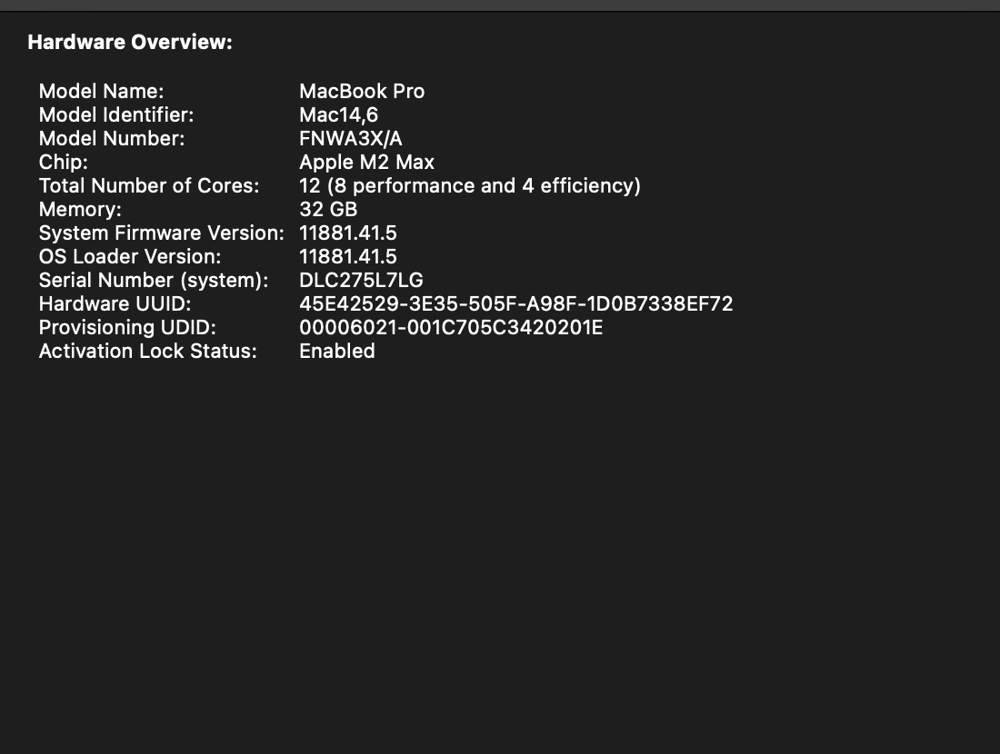 Hardware Overview:
Model Name: MacBook Pro
Model Identifier: Mac14,6
Model Number: FNWA3X/A
Chip: Apple M2 Max
Total Number of Cores: 12 (8 performance and 4 efficiency)
Memory: 32 GB
System Firmware Version: 11881.41.5
OS Loader Version: 11881.41.5
Serial Number (system): DLC275L7LG
Hardware UUID: 45E42529-3E35-505F-A98F-1D0B7338EF72
Provisioning UDID: 00006021-001C705C3420201E
Activation Lock Status: Enabled